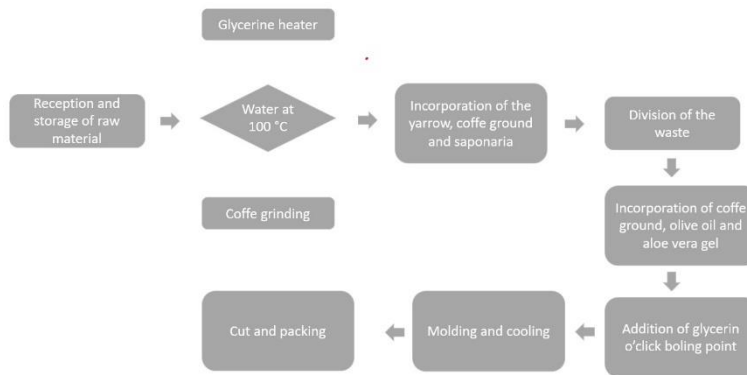 Glycerine heater
Reception and
storage of raw
material
Water at
100 °C
Incorporation of the
yarrow, coffe ground
and saponaria
Division of the
waste
Coffe grinding
Incorporation of coffe
ground, olive oil and
aloe vera gel
Cut and packing
Molding and cooling
Addition of glycerin
o'click boling point